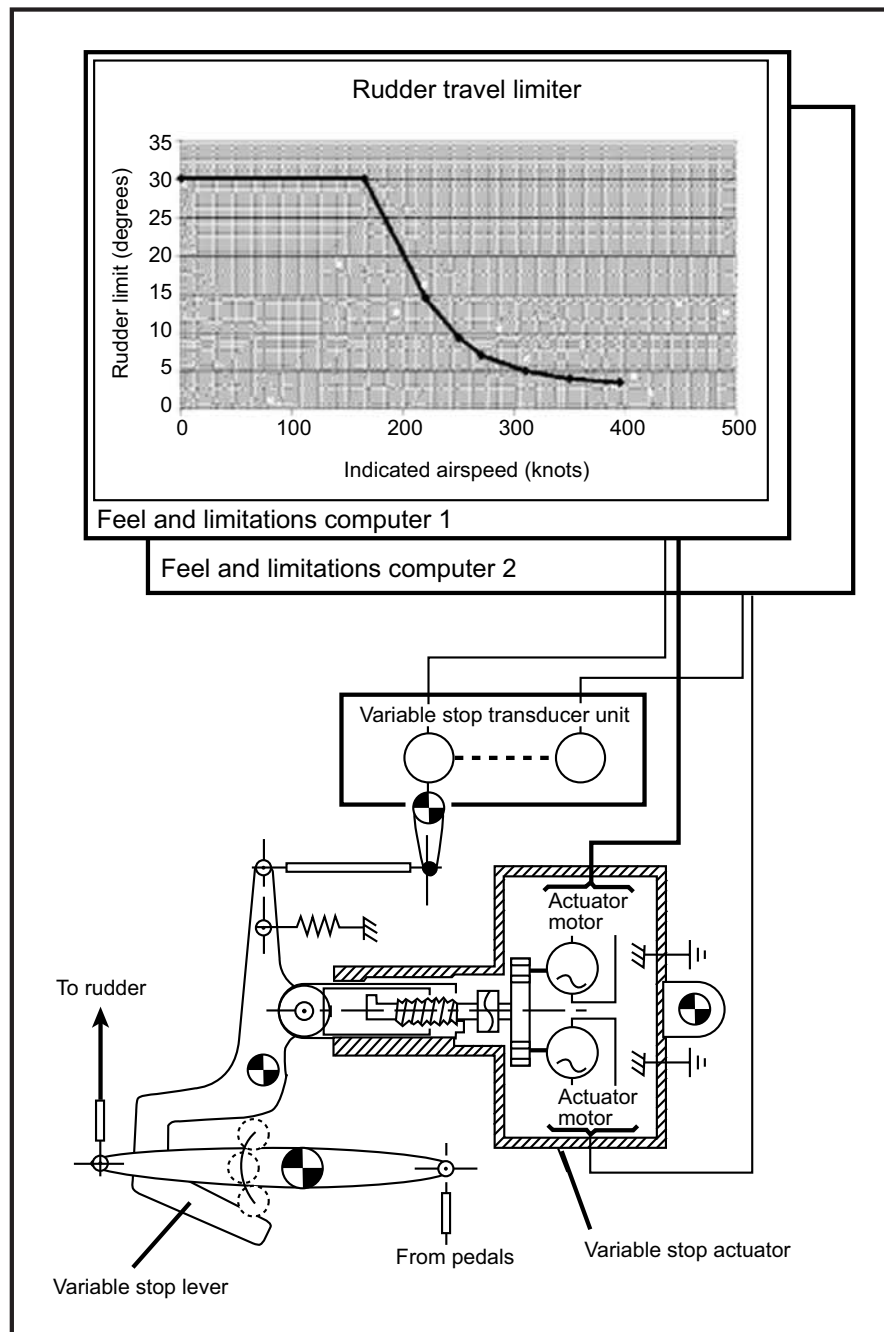 Rudder travel limiter
35
30
25
20
15
10
5
0
Rudder limit (degrees)
0 100 200 300 400 500
Indicated airspeed (knots)
Feel and limitations computer 1
Feel and limitations computer 2
Variable stop transducer unit
Actuator
motor
To rudder
Actuator
motor
From pedals
Variable stop actuator
Variable stop lever